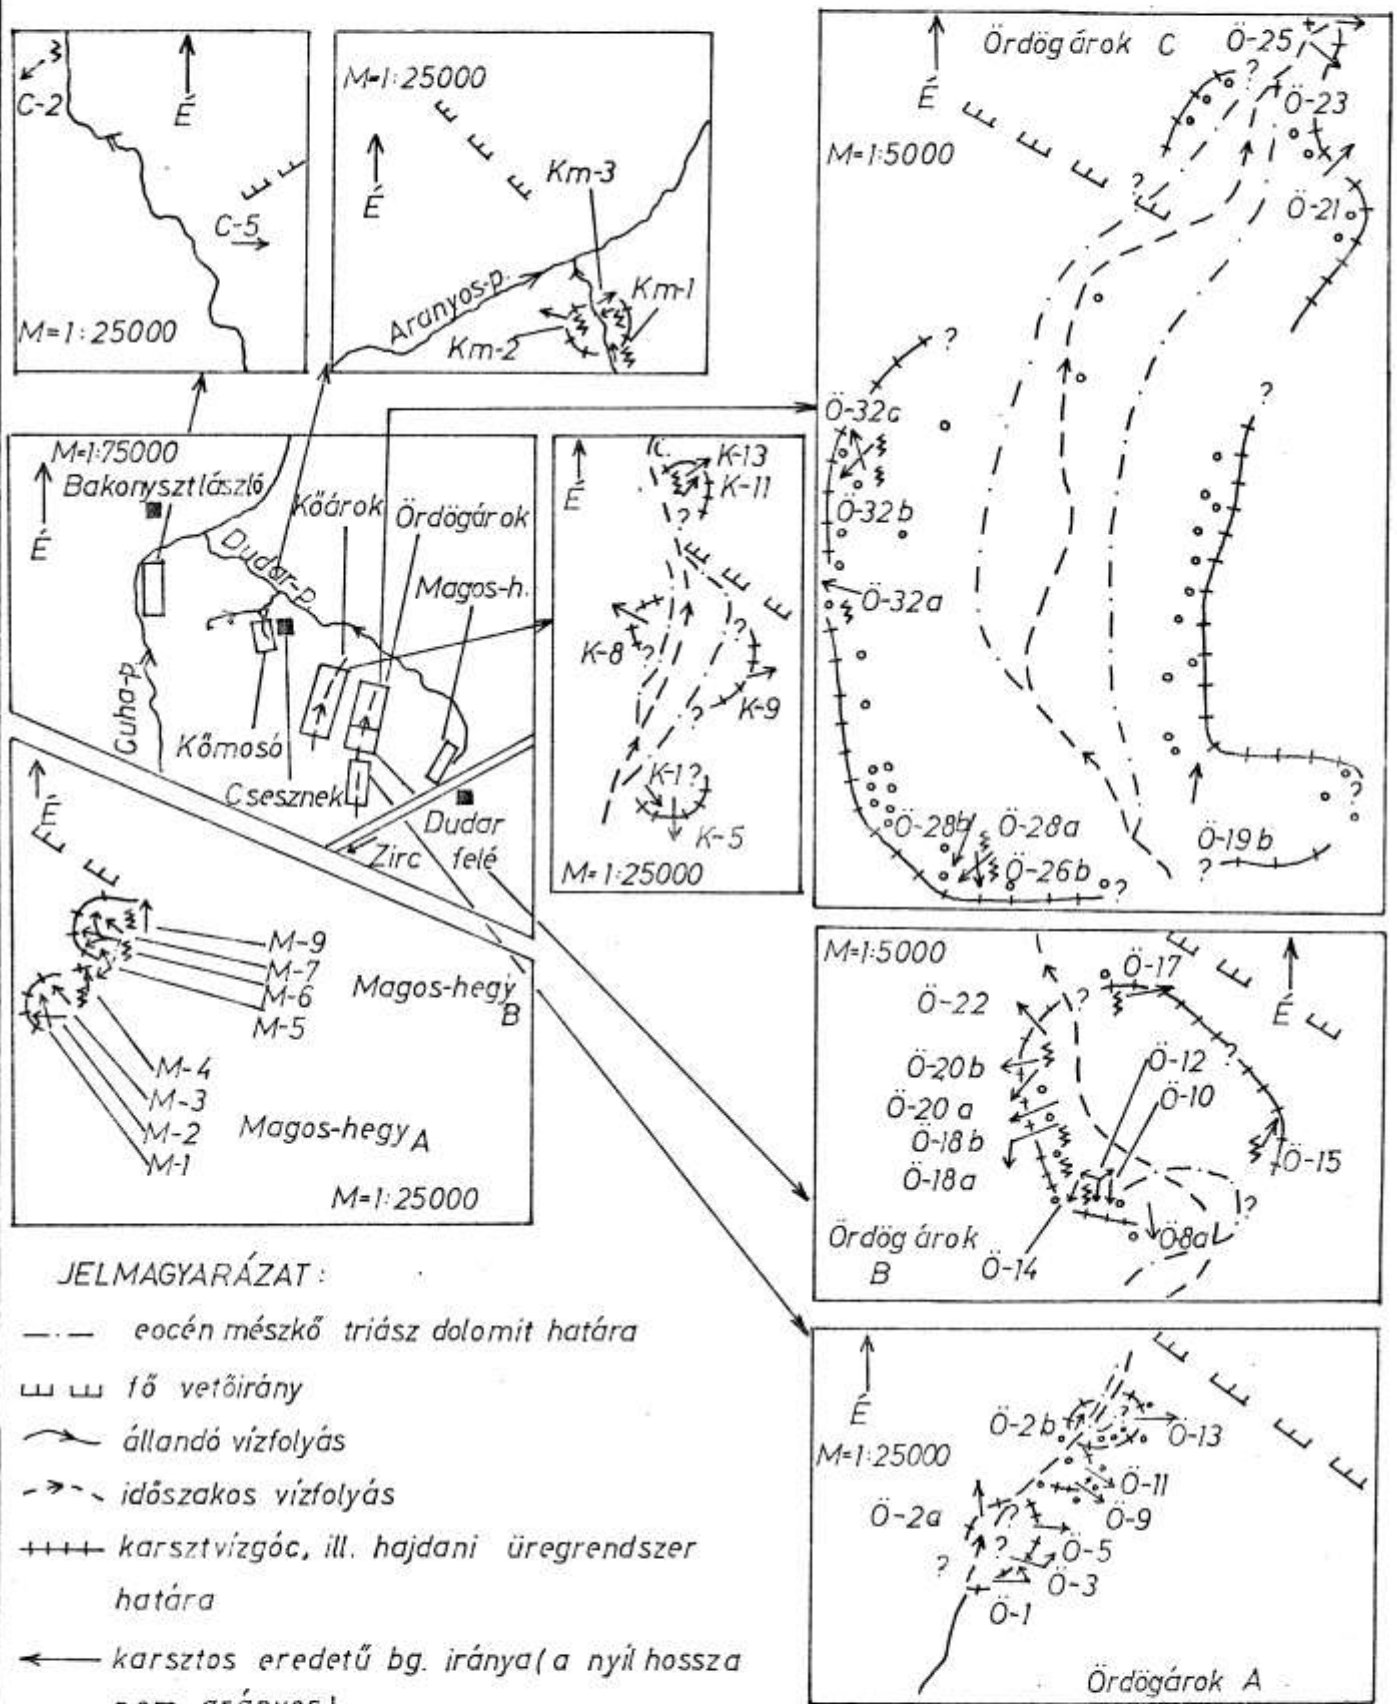 C-2
É
C-5
M=1:25000
M=1:25000
É
Km-3
Aranyos-p.
Km-1
Km-2
Ördögárok C
Ö-25
É
?
Ö-23
M=1:5000
?
Ö-21
?
?
Ö-32c
Ö-32b
Ö-32a
Ö-28b
Ö-28a
Ö-26b
?
Ö-19b
?
?
M=1:75000
Bakonysztlászló
É
Kőárok
Ördögárok
Dudar-p.
Magos-h.
Cuha-p.
Kőmosó
Csesznek
Dudar
Zirc
felé
É
K-13
K-11
?
K-8
?
?
K-9
?
K-1
?
K-5
M=1:25000
É
M-9
M-7
M-6
M-5
Magos-hegy B
M-4
M-3
M-2
M-1
Magos-hegy A
M=1:25000
M=1:5000
Ö-17
É
Ö-22
?
Ö-20b
?
Ö-12
Ö-20a
Ö-10
Ö-18b
Ö-18a
Ö-15
?
Ö-8a
Ördögárok
B
Ö-14
É
Ö-2b
?
Ö-13
M=1:25000
Ö-11
Ö-9
Ö-2a
?
Ö-5
?
?
Ö-3
Ö-1
Ördögárok A
JELMAGYARÁZAT:
eocén mészkő triász dolomit határa
fő vetőirány
állandó vízfolyás
időszakos vízfolyás
karsztvízgóc, ill. hajdani üregrendszer
határa
karsztos eredetű bg. iránya (a nyíl hossza